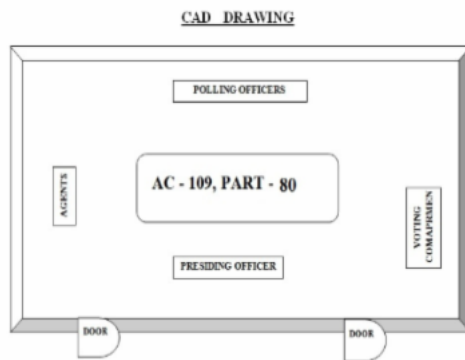 CAD DRAWING
POLLING OFFICERS
AGENTS
AC - 109, PART - 80
VOTING
COMAPRMEN
PRESIDING OFFICER
DOOR
DOOR